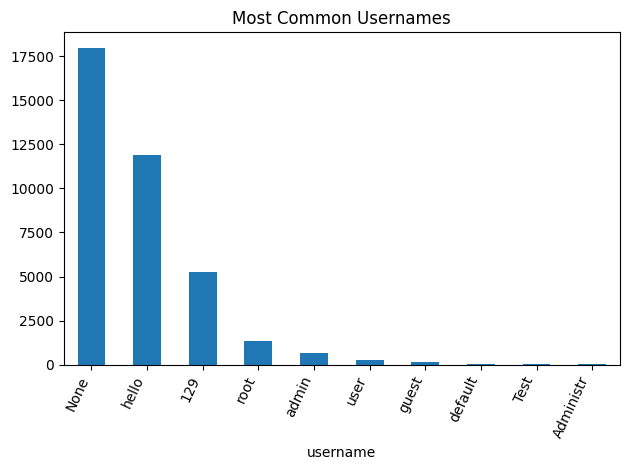 Most Common Usernames
17500
15000
12500
10000
7500
5000
2500
0
None
hello
129
root
admin
user
guest
default
Test
Administr
username